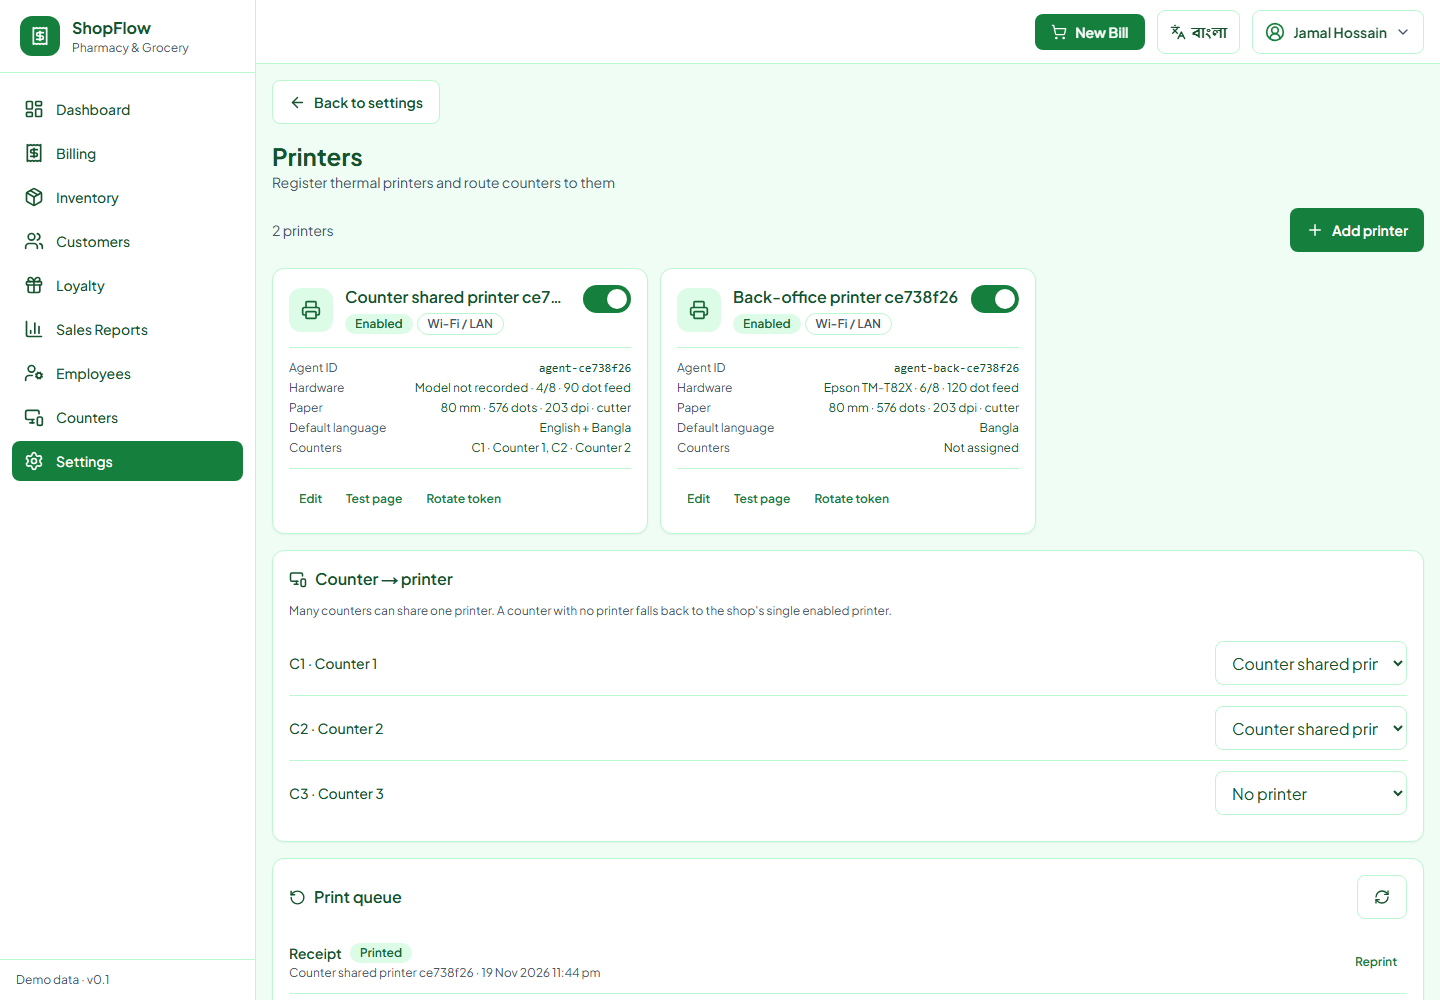 ShopFlow
Pharmacy & Grocery
New Bill
বাংলা
Jamal Hossain
Dashboard
Billing
Inventory
Customers
Loyalty
Sales Reports
Employees
Counters
Settings
Demo data · v0.1
Back to settings
Printers
Register thermal printers and route counters to them
2 printers
Add printer
Counter shared printer ce7...
Enabled Wi-Fi / LAN
Agent ID agent-ce738f26
Hardware Model not recorded · 4/8 · 90 dot feed
Paper 80 mm · 576 dots · 203 dpi · cutter
Default language English + Bangla
Counters C1 · Counter 1, C2 · Counter 2
Edit Test page Rotate token
Back-office printer ce738f26
Enabled Wi-Fi / LAN
Agent ID agent-back-ce738f26
Hardware Epson TM-T82X · 6/8 · 120 dot feed
Paper 80 mm · 576 dots · 203 dpi · cutter
Default language Bangla
Counters Not assigned
Edit Test page Rotate token
Counter → printer
Many counters can share one printer. A counter with no printer falls back to the shop's single enabled printer.
C1 · Counter 1 Counter shared prir
C2 · Counter 2 Counter shared prir
C3 · Counter 3 No printer
Print queue
Receipt Printed
Counter shared printer ce738f26 · 19 Nov 2026 11:44 pm
Reprint